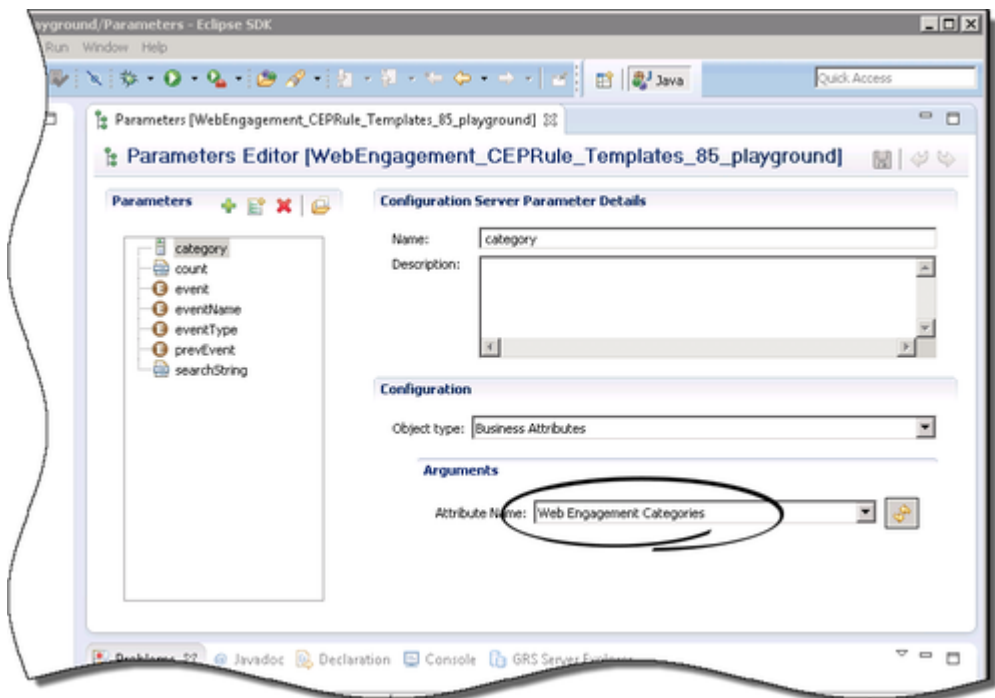 ayground/Parameters - Eclipse SDK
Run Window Help
Java
Quick Access
Parameters [WebEngagement_CEPRule_Templates_85_playground]
Parameters Editor [WebEngagement_CEPRule_Templates_85_playground]
Parameters
category
count
event
eventName
eventType
prevEvent
searchString
Configuration Server Parameter Details
Name: category
Description:
Configuration
Object type: Business Attributes
Arguments
Attribute Name: Web Engagement Categories
Problems Javadoc Declaration Console GRS Server Explorer